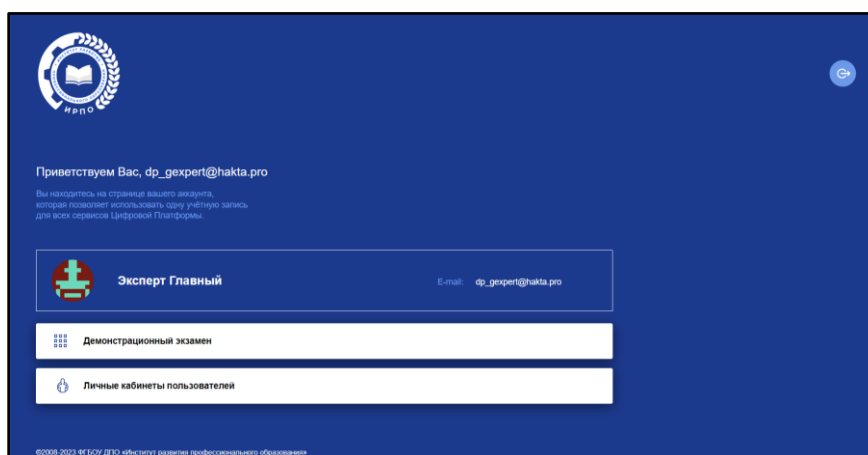 ИРПО
Приветствуем Вас, dp_gexpert@hakta.pro
Вы находитесь на странице вашего аккаунта,
которая позволяет использовать одну учётную запись
для всех сервисов Цифровой Платформы.
Эксперт Главный
E-mail: dp_gexpert@hakta.pro
Демонстрационный экзамен
Личные кабинеты пользователей
©2008-2023 ФГБОУ ДПО «Институт развития профессионального образования»